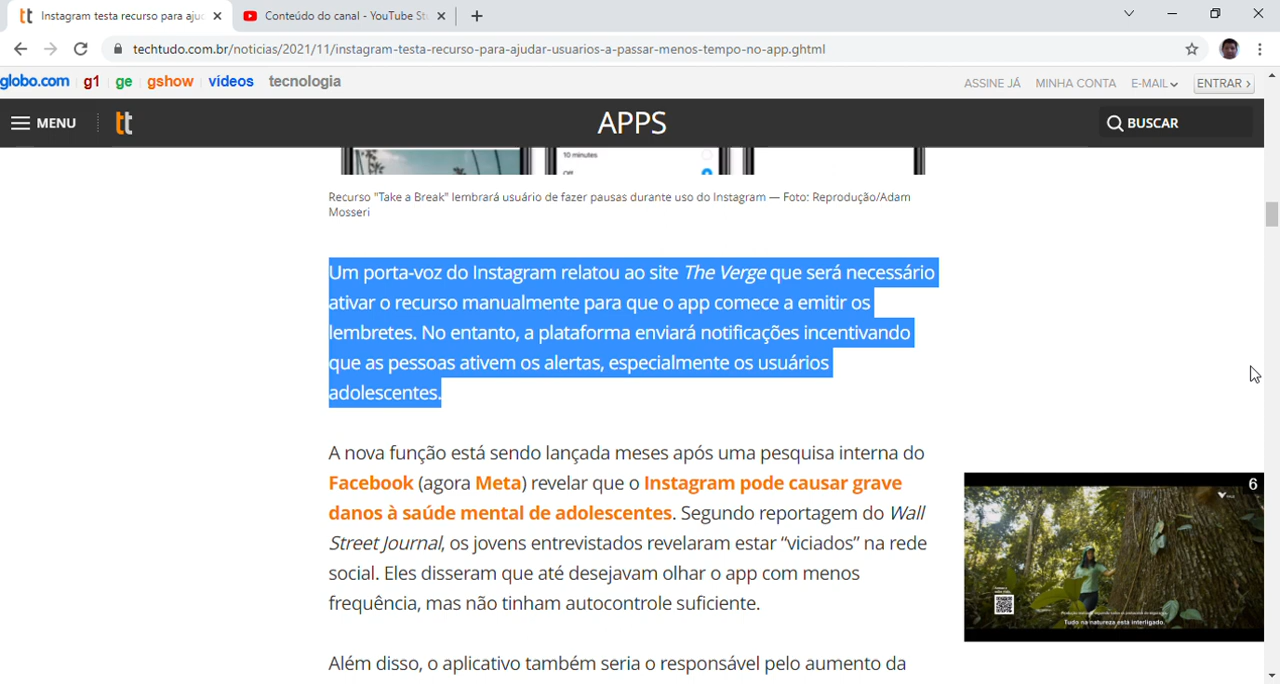 Instagram testa recurso para aju
Conteúdo do canal - YouTube St
techtudo.com.br/noticias/2021/11/instagram-testa-recurso-para-ajudar-usuarios-a-passar-menos-tempo-no-app.ghtml
globo.com g1 ge gshow vídeos tecnologia
ASSINE JÁ MINHA CONTA E-MAIL ENTRAR ›
MENU tt APPS BUSCAR
10 minutes
Off
Recurso "Take a Break" lembrará usuário de fazer pausas durante uso do Instagram — Foto: Reprodução/Adam
Mosseri
Um porta-voz do Instagram relatou ao site The Verge que será necessário
ativar o recurso manualmente para que o app comece a emitir os
lembretes. No entanto, a plataforma enviará notificações incentivando
que as pessoas ativem os alertas, especialmente os usuários
adolescentes.
A nova função está sendo lançada meses após uma pesquisa interna do
Facebook (agora Meta) revelar que o Instagram pode causar grave
danos à saúde mental de adolescentes. Segundo reportagem do Wall
Street Journal, os jovens entrevistados revelaram estar “viciados” na rede
social. Eles disseram que até desejavam olhar o app com menos
frequência, mas não tinham autocontrole suficiente.
Além disso, o aplicativo também seria o responsável pelo aumento da
6
Tudo na natureza está interligado.